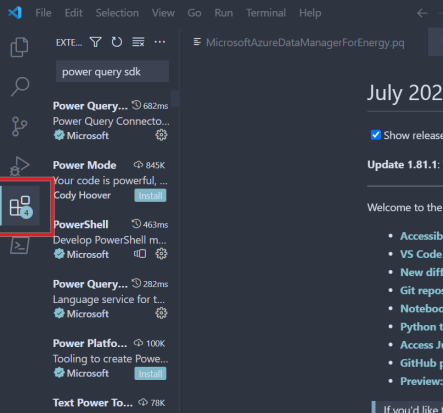 File Edit Selection View Go Run Terminal Help
EXTE...
MicrosoftAzureDataManagerForEnergy.pq
power query sdk
July 202
Power Query... 682ms
Power Query Connecto...
Microsoft
Show release
Power Mode 845K
Your code is powerful, ...
Cody Hoover Install
Update 1.81.1:
PowerShell 463ms
Develop PowerShell m...
Microsoft
4
Welcome to the
Power Query... 282ms
Language service for t...
Microsoft
Power Platfo... 100K
Tooling to create Powe...
Microsoft Install
Text Power To... 78K
Accessib
VS Code
New diff
Git repos
Noteboo
Python t
Access Ju
GitHub p
Preview:
If you'd like